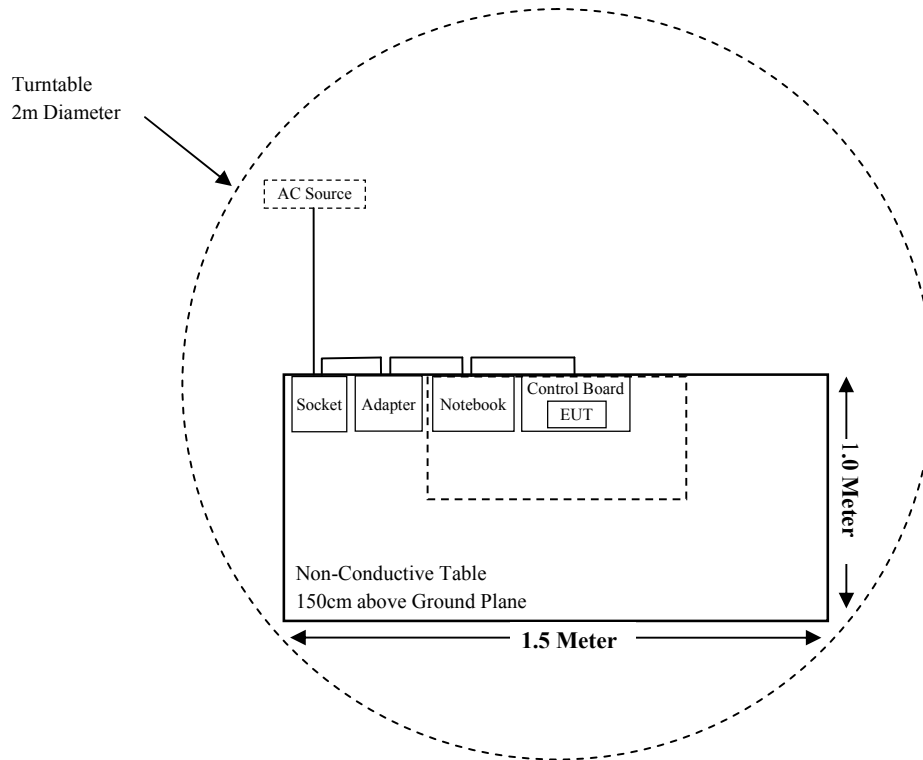 Turntable
2m Diameter
AC Source
Socket
Adapter
Notebook
Control Board
EUT
1.0 Meter
Non-Conductive Table
150cm above Ground Plane
1.5 Meter